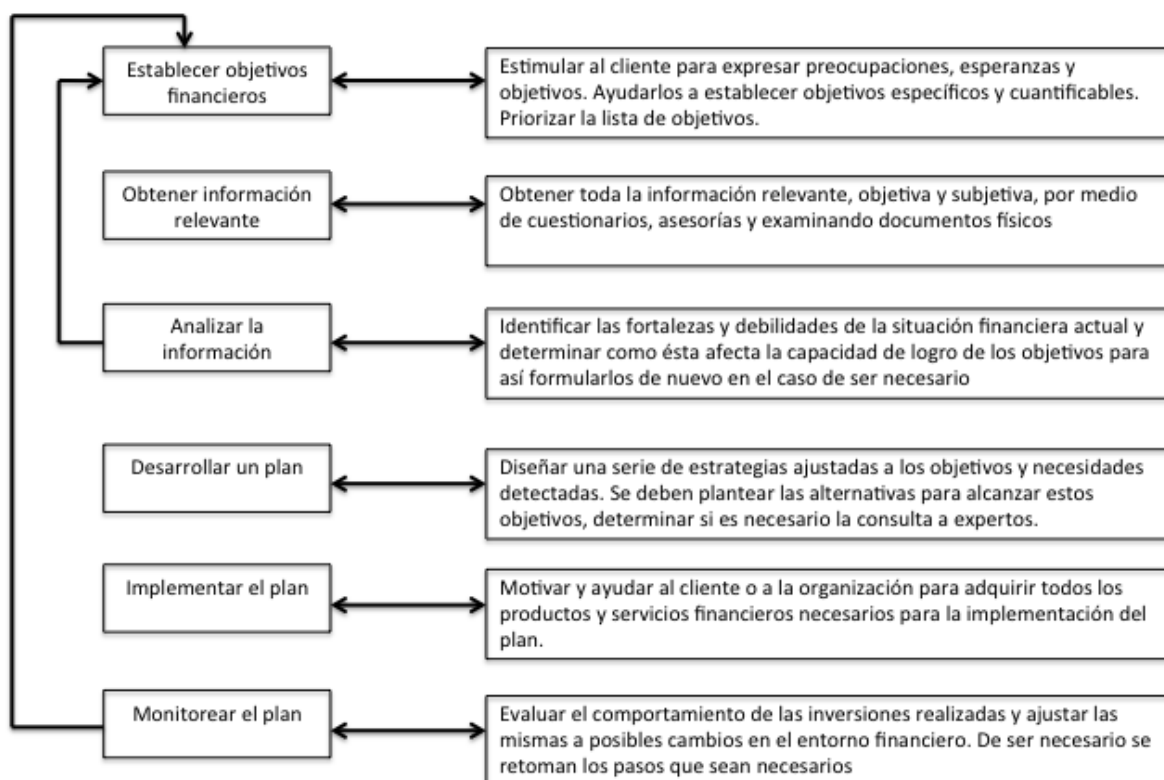 Establecer objetivos
financieros
Estimular al cliente para expresar preocupaciones, esperanzas y
objetivos. Ayudarlos a establecer objetivos específicos y cuantificables.
Priorizar la lista de objetivos.
Obtener información
relevante
Obtener toda la información relevante, objetiva y subjetiva, por medio
de cuestionarios, asesorías y examinando documentos físicos
Analizar la
información
Identificar las fortalezas y debilidades de la situación financiera actual y
determinar como ésta afecta la capacidad de logro de los objetivos para
así formularlos de nuevo en el caso de ser necesario
Desarrollar un plan
Diseñar una serie de estrategias ajustadas a los objetivos y necesidades
detectadas. Se deben plantear las alternativas para alcanzar estos
objetivos, determinar si es necesario la consulta a expertos.
Implementar el plan
Motivar y ayudar al cliente o a la organización para adquirir todos los
productos y servicios financieros necesarios para la implementación del
plan.
Monitorear el plan
Evaluar el comportamiento de las inversiones realizadas y ajustar las
mismas a posibles cambios en el entorno financiero. De ser necesario se
retoman los pasos que sean necesarios